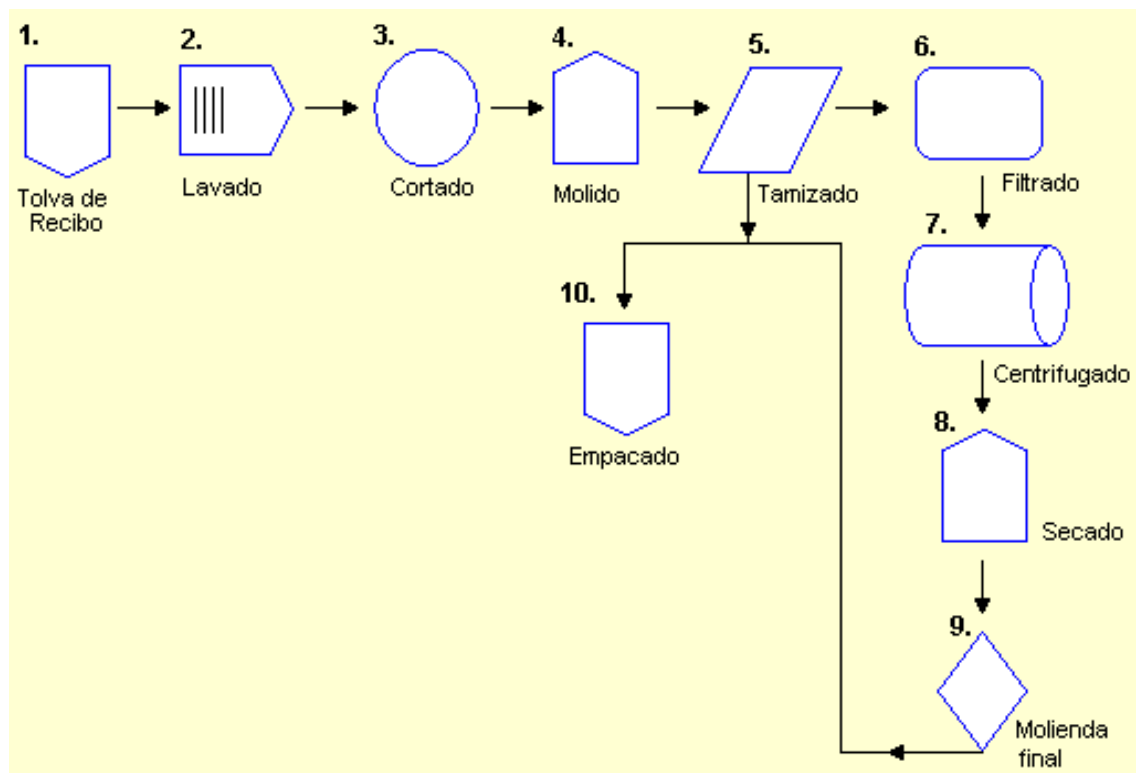 1.
Tolva de
Recibo
2.
Lavado
3.
Cortado
4.
Molido
5.
Tamizado
6.
Filtrado
7.
Centrifugado
8.
Secado
9.
Molienda
final
10.
Empacado